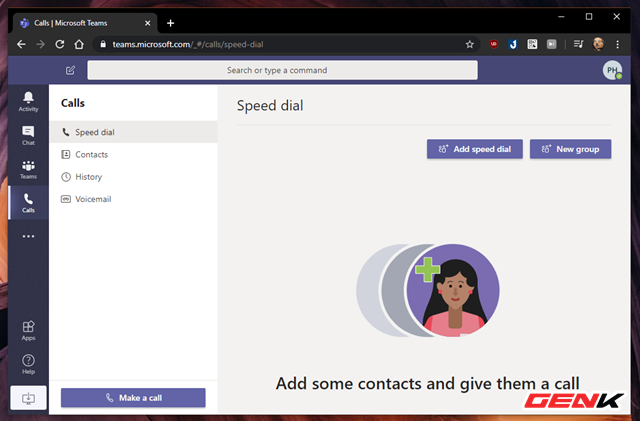 Calls | Microsoft Teams
teams.microsoft.com/_#/calls/speed-dial
Search or type a command
PH
Activity
Chat
Teams
Calls
Apps
Help
Calls
Speed dial
Contacts
History
Voicemail
Make a call
Speed dial
Add speed dial
New group
Add some contacts and give them a call
GENK